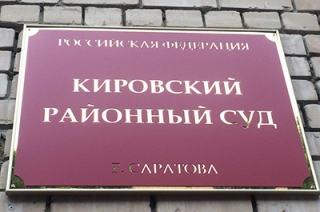 РОССИЙСКАЯ ФЕДЕРАЦИЯ
КИРОВСКИЙ
РАЙОННЫЙ СУД
Г. САРАТОВА